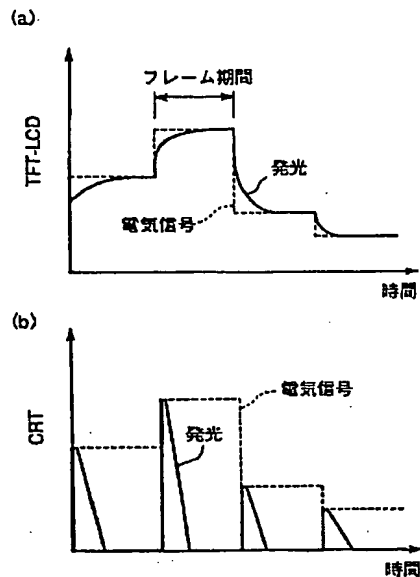 (a)
フレーム期間
TFT-LCD
発光
電気信号
時間
(b)
電気信号
CRT
発光
時間